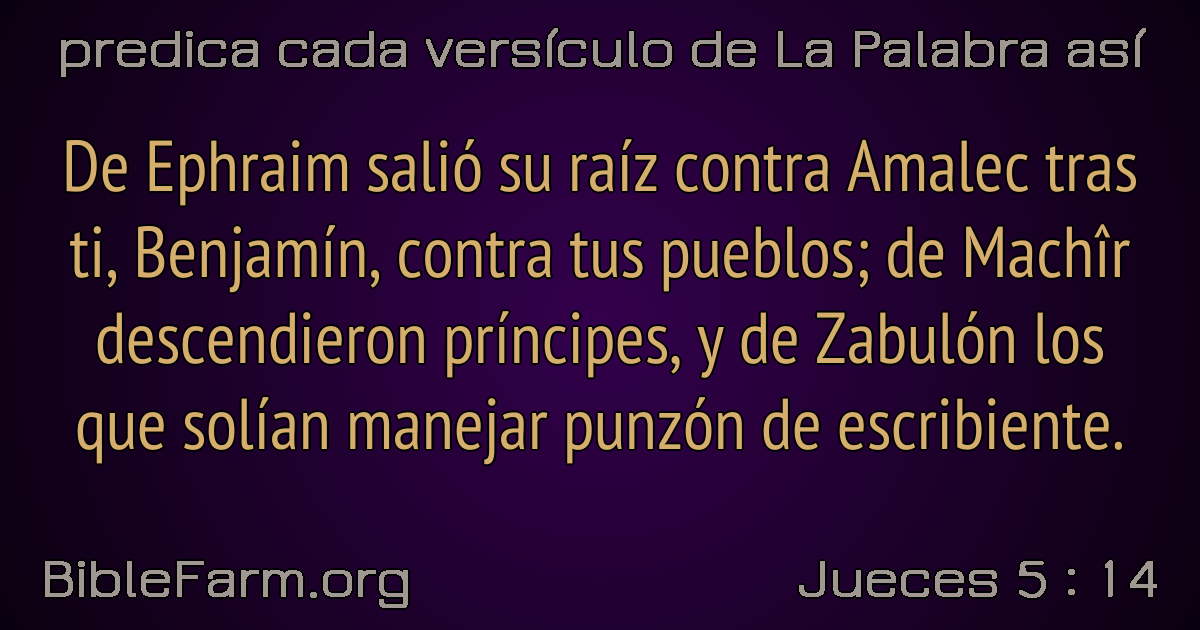 predica cada versículo de La Palabra así
De Ephraim salió su raíz contra Amalec tras
ti, Benjamín, contra tus pueblos; de Machîr
descendieron príncipes, y de Zabulón los
que solían manejar punzón de escribiente.
BibleFarm.org
Jueces 5 : 14